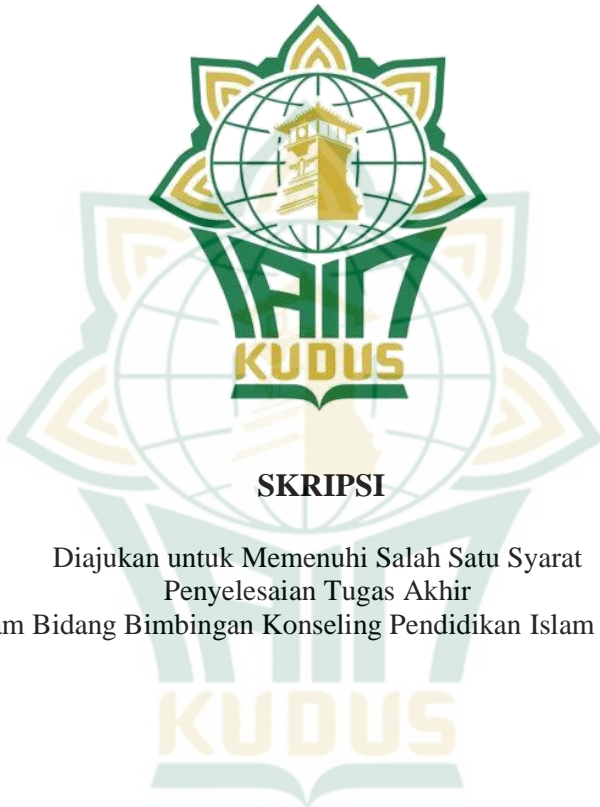 IAIN
KUDUS
SKRIPSI
Diajukan untuk Memenuhi Salah Satu Syarat
Penyelesaian Tugas Akhir
Bidang Bimbingan Konseling Pendidikan Islam
KUDUS